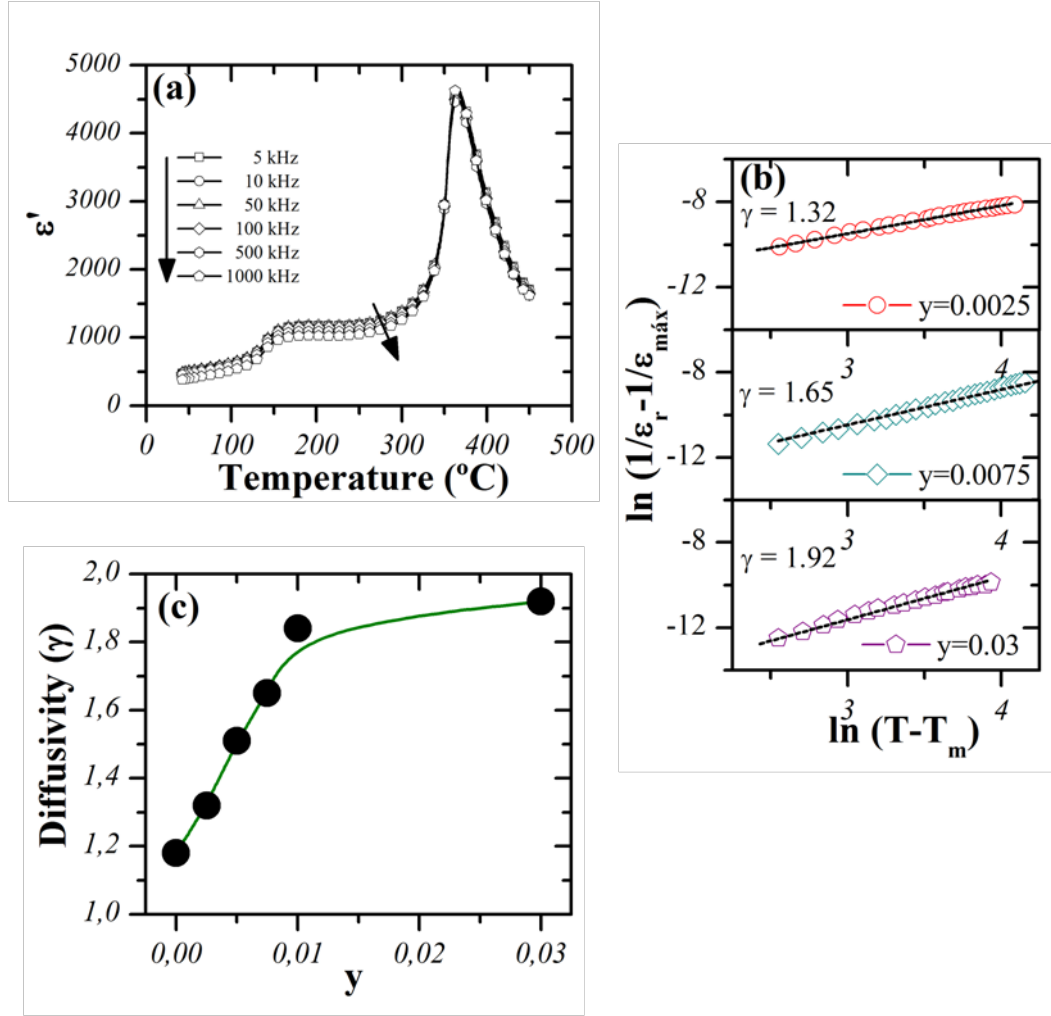 (a)
5000
4000
3000
2000
1000
0
ε'
5 kHz
10 kHz
50 kHz
100 kHz
500 kHz
1000 kHz
0 100 200 300 400 500
Temperature (ºC)
(b)
-8
-12
γ = 1.32
y=0.0025
3 4
-8
-12
γ = 1.65
y=0.0075
3 4
-8
-12
γ = 1.92
y=0.03
3 4
ln (1/ε_r-1/ε_máx)
ln (T-T_m)
(c)
2,0
1,8
1,6
1,4
1,2
1,0
Diffusivity (γ)
0,00 0,01 0,02 0,03
y